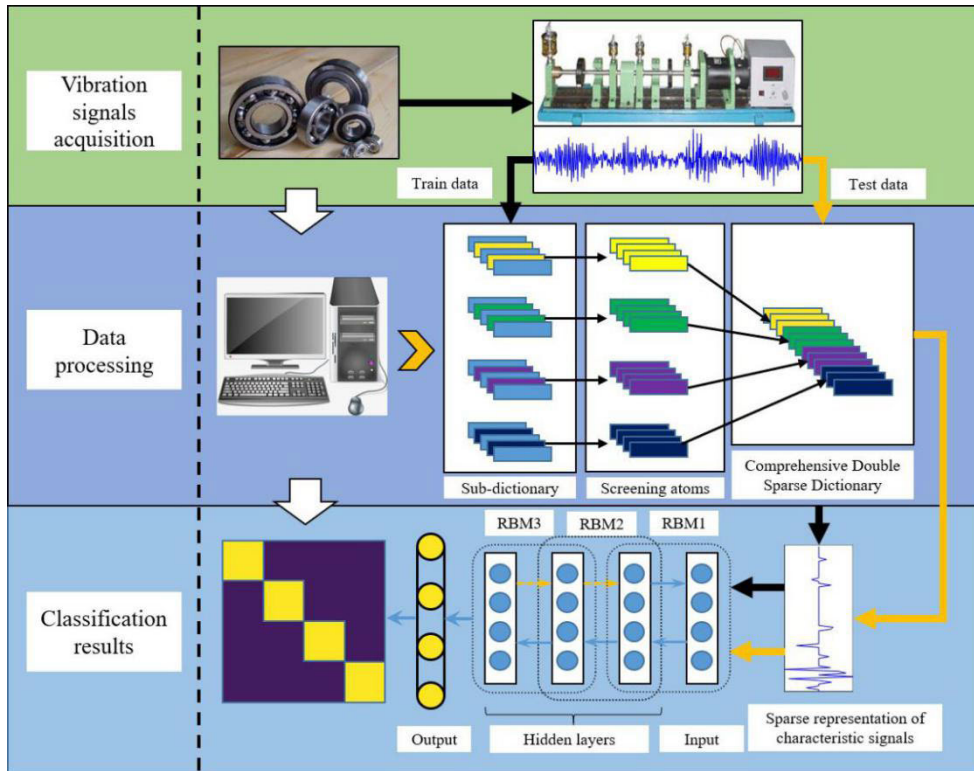 Vibration
signals
acquisition
Train data
Test data
Data
processing
Sub-dictionary
Screening atoms
Comprehensive Double
Sparse Dictionary
RBM3
RBM2
RBM1
Classification
results
Output
Hidden layers
Input
Sparse representation of
characteristic signals